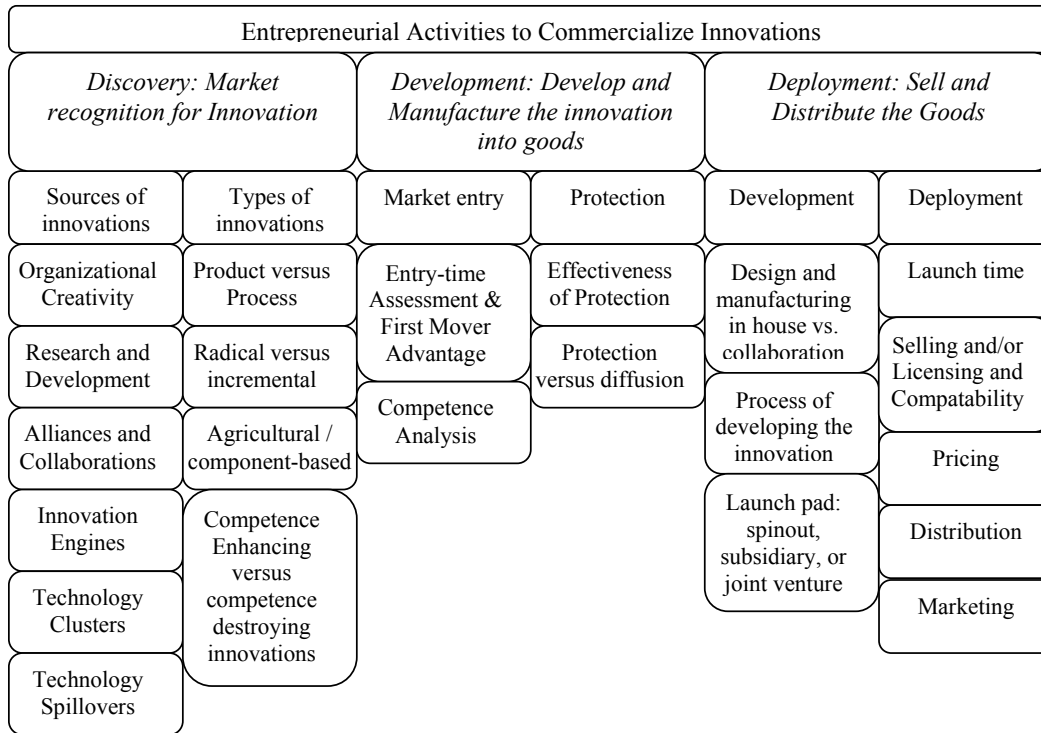 Entrepreneurial Activities to Commercialize Innovations
Discovery: Market
recognition for Innovation
Development: Develop and
Manufacture the innovation
into goods
Deployment: Sell and
Distribute the Goods
Sources of
innovations
Types of
innovations
Market entry
Protection
Development
Deployment
Organizational
Creativity
Research and
Development
Alliances and
Collaborations
Innovation
Engines
Technology
Clusters
Technology
Spillovers
Product versus
Process
Radical versus
incremental
Agricultural /
component-based
Competence
Enhancing
versus
competence
destroying
innovations
Entry-time
Assessment &
First Mover
Advantage
Competence
Analysis
Effectiveness
of Protection
Protection
versus diffusion
Design and
manufacturing
in house vs.
collaboration
Process of
developing the
innovation
Launch pad:
spinout,
subsidiary, or
joint venture
Launch time
Selling and/or
Licensing and
Compatability
Pricing
Distribution
Marketing